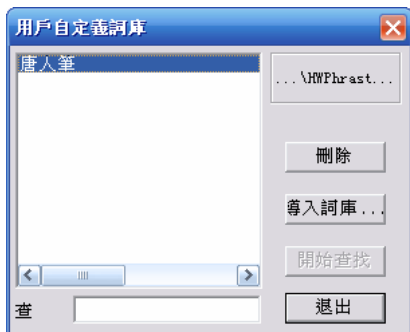 用戶自定義詞庫
唐人筆
...\HWPhrast...
刪除
導入詞庫...
開始查找
查
退出